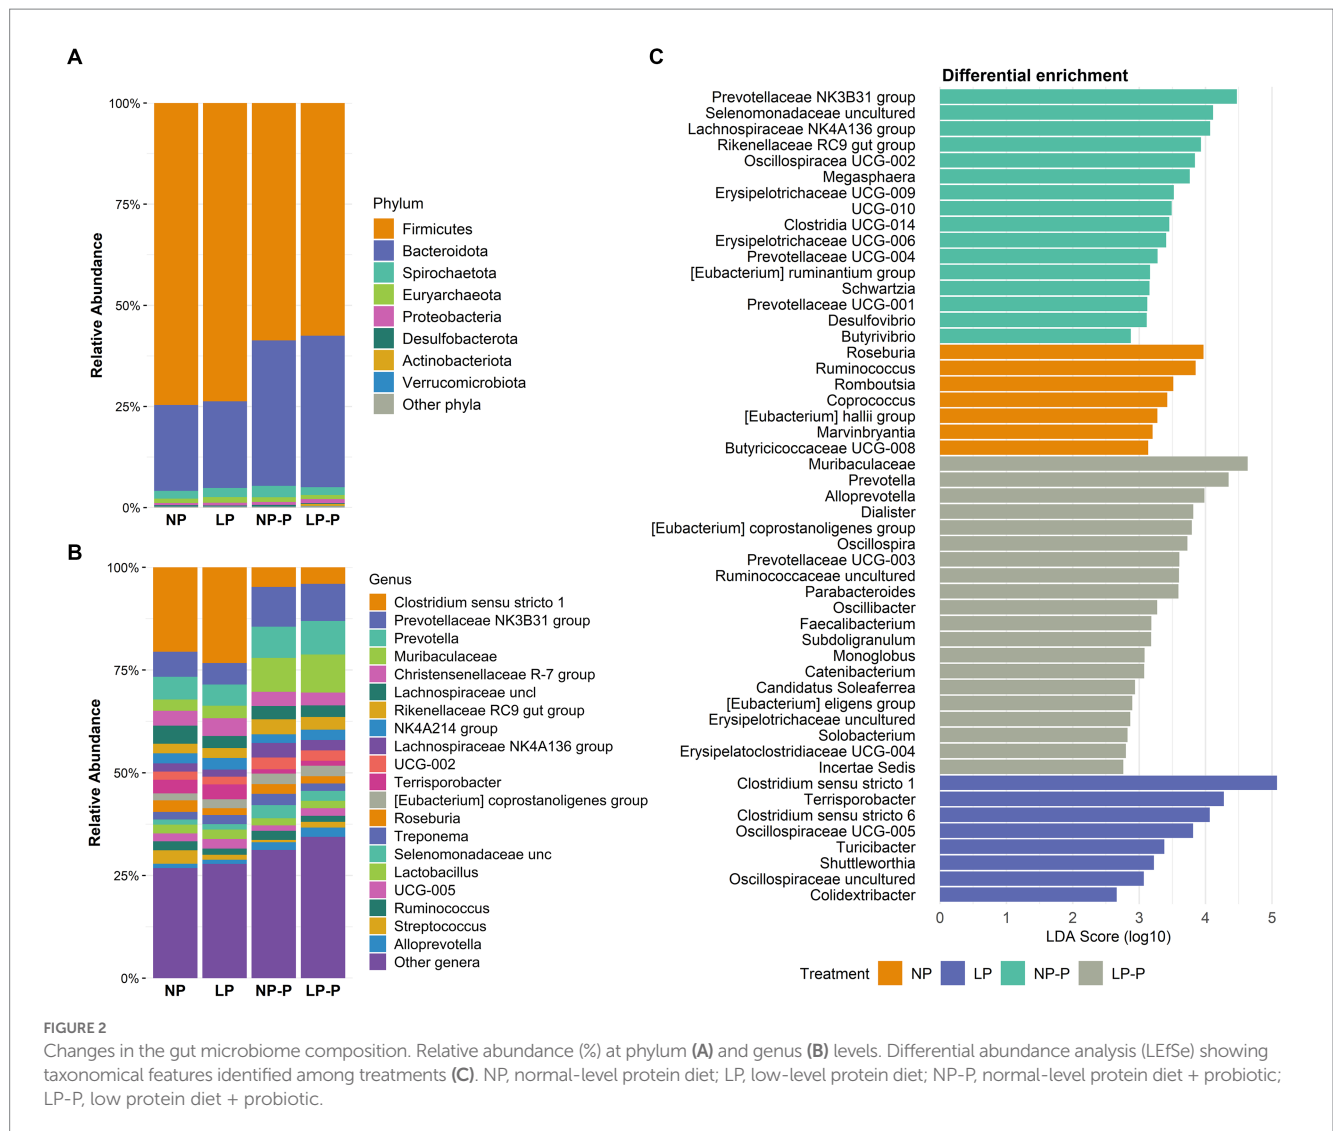 A
100%
75%
50%
25%
0%
Relative Abundance
NP
LP
NP-P
LP-P
Phylum
Firmicutes
Bacteroidota
Spirochaetota
Euryarchaeota
Proteobacteria
Desulfobacterota
Actinobacteriota
Verrucomicrobiota
Other phyla
B
100%
75%
50%
25%
0%
Relative Abundance
NP
LP
NP-P
LP-P
Genus
Clostridium sensu stricto 1
Prevotellaceae NK3B31 group
Prevotella
Muribaculaceae
Christensenellaceae R-7 group
Lachnospiraceae uncl
Rikenellaceae RC9 gut group
NK4A214 group
Lachnospiraceae NK4A136 group
UCG-002
Terrisporobacter
[Eubacterium] coprostanoligenes group
Roseburia
Treponema
Selenomonadaceae unc
Lactobacillus
UCG-005
Ruminococcus
Streptococcus
Alloprevotella
Other genera
C
Differential enrichment
Prevotellaceae NK3B31 group
Selenomonadaceae uncultured
Lachnospiraceae NK4A136 group
Rikenellaceae RC9 gut group
Oscillospiracea UCG-002
Megasphaera
Erysipelotrichaceae UCG-009
UCG-010
Clostridia UCG-014
Erysipelotrichaceae UCG-006
Prevotellaceae UCG-004
[Eubacterium] ruminantium group
Schwartzia
Prevotellaceae UCG-001
Desulfovibrio
Butyrivibrio
Roseburia
Ruminococcus
Romboutsia
Coprococcus
[Eubacterium] hallii group
Marvinbryantia
Butyricicoccaceae UCG-008
Muribaculaceae
Prevotella
Alloprevotella
Dialister
[Eubacterium] coprostanoligenes group
Oscillospira
Prevotellaceae UCG-003
Ruminococcaceae uncultured
Parabacteroides
Oscillibacter
Faecalibacterium
Subdoligranulum
Monoglobus
Catenibacterium
Candidatus Soleaferrea
[Eubacterium] eligens group
Erysipelotrichaceae uncultured
Solobacterium
Erysipelatoclostridiaceae UCG-004
Incertae Sedis
Clostridium sensu stricto 1
Terrisporobacter
Clostridium sensu stricto 6
Oscillospiraceae UCG-005
Turicibacter
Shuttleworthia
Oscillospiraceae uncultured
Colidextribacter
0 1 2 3 4 5
LDA Score (log10)
Treatment NP LP NP-P LP-P
FIGURE 2
Changes in the gut microbiome composition. Relative abundance (%) at phylum (A) and genus (B) levels. Differential abundance analysis (LEfSe) showing
taxonomical features identified among treatments (C). NP, normal-level protein diet; LP, low-level protein diet; NP-P, normal-level protein diet + probiotic;
LP-P, low protein diet + probiotic.